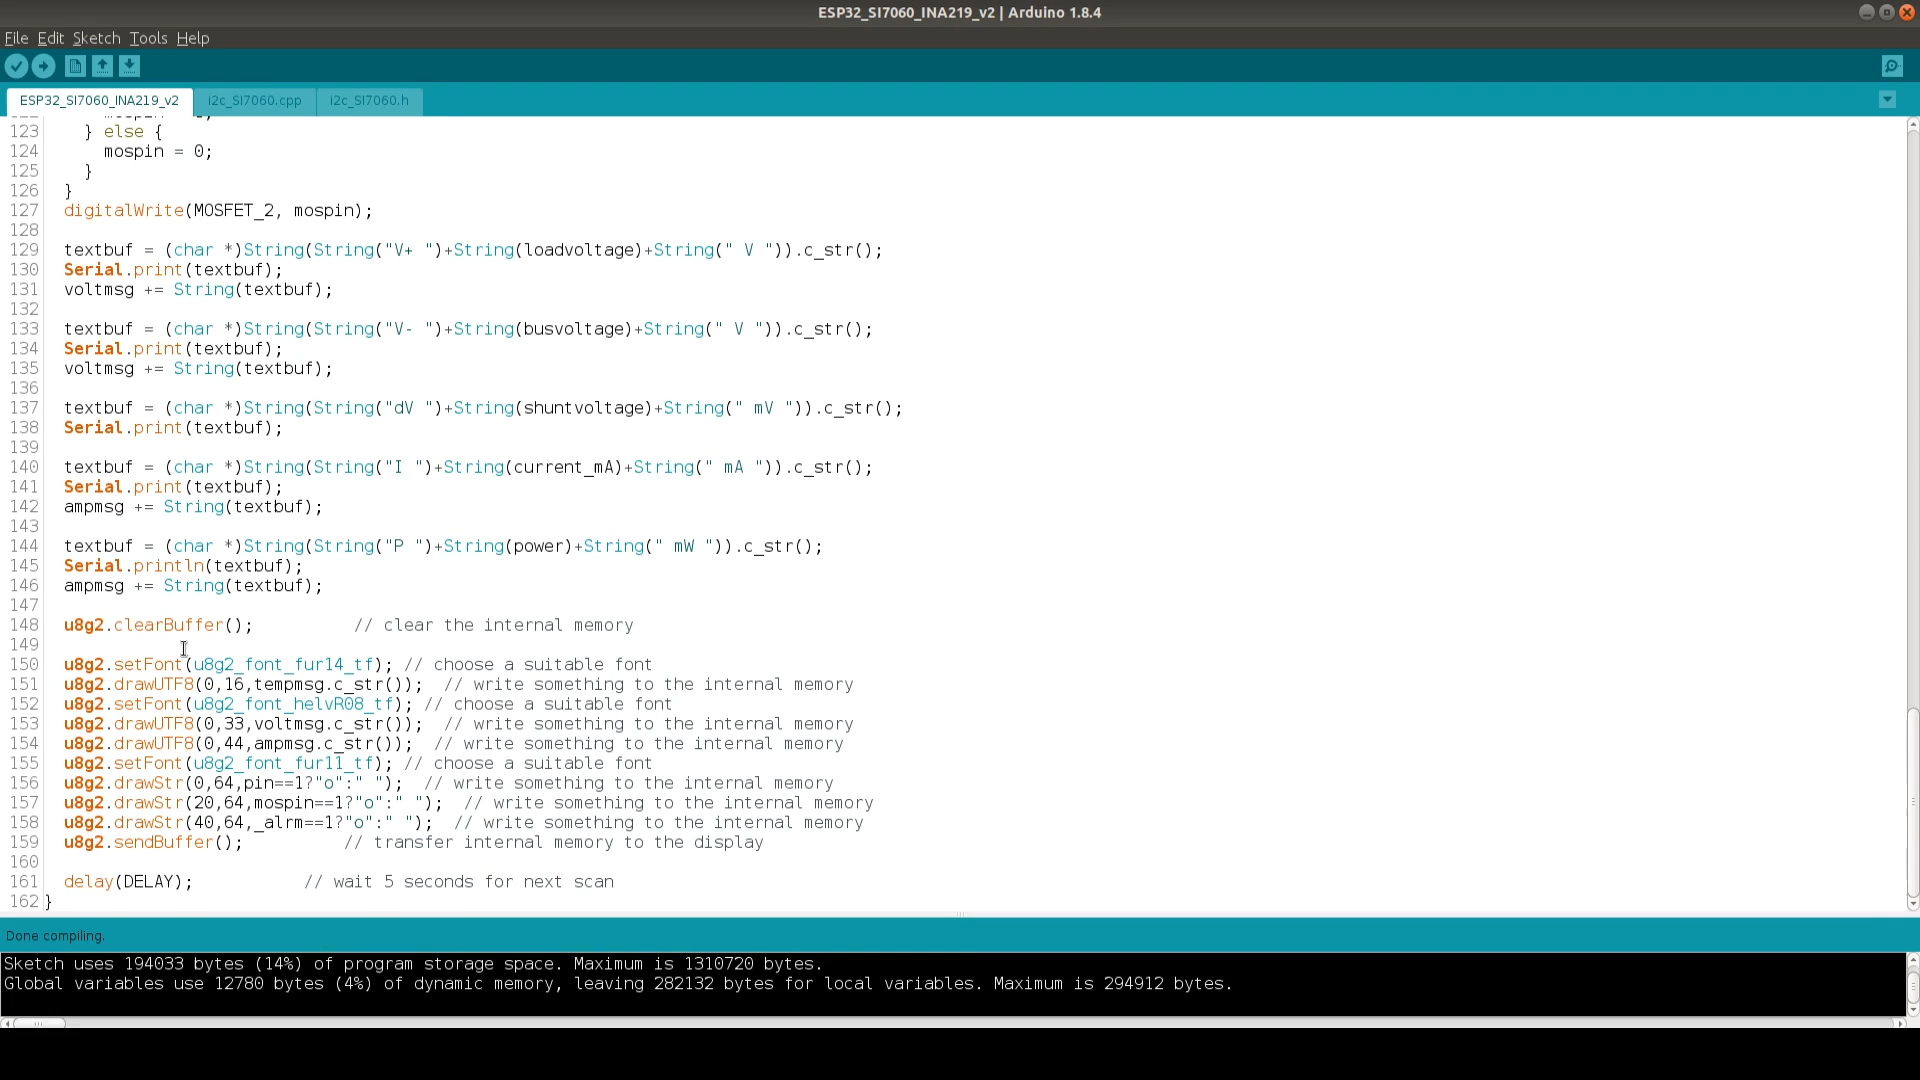 ESP32_SI7060_INA219_v2 | Arduino 1.8.4
File Edit Sketch Tools Help
ESP32_SI7060_INA219_v2 i2c_SI7060.cpp i2c_SI7060.h
123 } else {
124 mospin = 0;
125 }
126 }
127 digitalWrite(MOSFET_2, mospin);
128
129 textbuf = (char *)String(String("V+ ")+String(loadvoltage)+String(" V ")).c_str();
130 Serial.print(textbuf);
131 voltmsg += String(textbuf);
132
133 textbuf = (char *)String(String("V- ")+String(busvoltage)+String(" V ")).c_str();
134 Serial.print(textbuf);
135 voltmsg += String(textbuf);
136
137 textbuf = (char *)String(String("dV ")+String(shuntvoltage)+String(" mV ")).c_str();
138 Serial.print(textbuf);
139
140 textbuf = (char *)String(String("I ")+String(current_mA)+String(" mA ")).c_str();
141 Serial.print(textbuf);
142 ampmsg += String(textbuf);
143
144 textbuf = (char *)String(String("P ")+String(power)+String(" mW ")).c_str();
145 Serial.println(textbuf);
146 ampmsg += String(textbuf);
147
148 u8g2.clearBuffer(); // clear the internal memory
149
150 u8g2.setFont(u8g2_font_fur14_tf); // choose a suitable font
151 u8g2.drawUTF8(0,16,tempmsg.c_str()); // write something to the internal memory
152 u8g2.setFont(u8g2_font_helvR08_tf); // choose a suitable font
153 u8g2.drawUTF8(0,33,voltmsg.c_str()); // write something to the internal memory
154 u8g2.drawUTF8(0,44,ampmsg.c_str()); // write something to the internal memory
155 u8g2.setFont(u8g2_font_fur11_tf); // choose a suitable font
156 u8g2.drawStr(0,64,pin==1?"o":" "); // write something to the internal memory
157 u8g2.drawStr(20,64,mospin==1?"o":" "); // write something to the internal memory
158 u8g2.drawStr(40,64,_alrm==1?"o":" "); // write something to the internal memory
159 u8g2.sendBuffer(); // transfer internal memory to the display
160
161 delay(DELAY); // wait 5 seconds for next scan
162 }
Done compiling.
Sketch uses 194033 bytes (14%) of program storage space. Maximum is 1310720 bytes.
Global variables use 12780 bytes (4%) of dynamic memory, leaving 282132 bytes for local variables. Maximum is 294912 bytes.